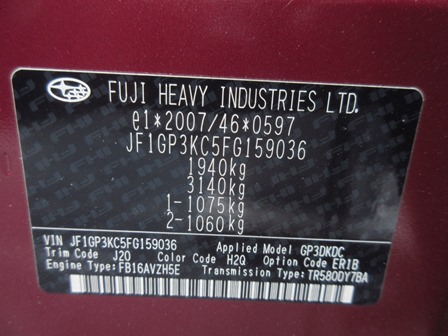 FUJI HEAVY INDUSTRIES LTD.
e1*2007/46*0597
JF1GP3KC5FG159036
1940kg
3140kg
1-1075kg
2-1060kg
VIN JF1GP3KC5FG159036 Applied Model GP3DKDC
Trim Code J20 Color Code H2Q Option Code ER1B
Engine Type: FB16AVZH5E Transmission Type: TR580DY7BA